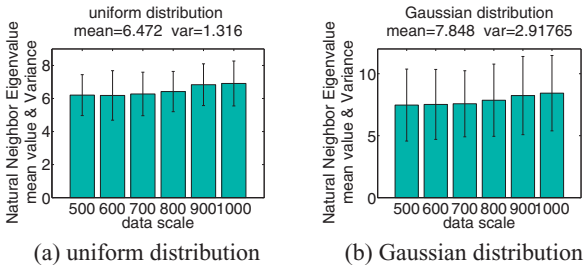 uniform distribution
mean=6.472 var=1.316
Natural Neighbor Eigenvalue
mean value & Variance
8
6
4
2
0
500 600 700 800 900 1000
data scale
(a) uniform distribution
Gaussian distribution
mean=7.848 var=2.91765
Natural Neighbor Eigenvalue
mean value & Variance
10
5
0
500 600 700 800 900 1000
data scale
(b) Gaussian distribution